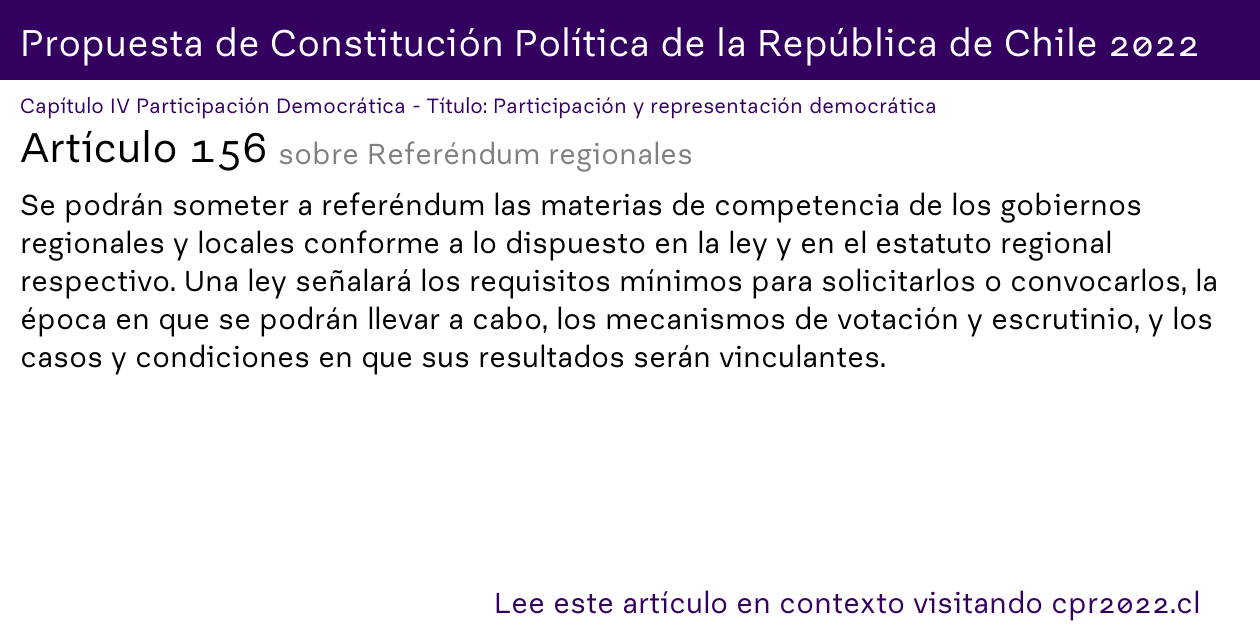 Propuesta de Constitución Política de la República de Chile 2022
Capítulo IV Participación Democrática - Título: Participación y representación democrática
Artículo 156 sobre Referéndum regionales
Se podrán someter a referéndum las materias de competencia de los gobiernos
regionales y locales conforme a lo dispuesto en la ley y en el estatuto regional
respectivo. Una ley señalará los requisitos mínimos para solicitarlos o convocarlos, la
época en que se podrán llevar a cabo, los mecanismos de votación y escrutinio, y los
casos y condiciones en que sus resultados serán vinculantes.
Lee este artículo en contexto visitando cpr2022.cl